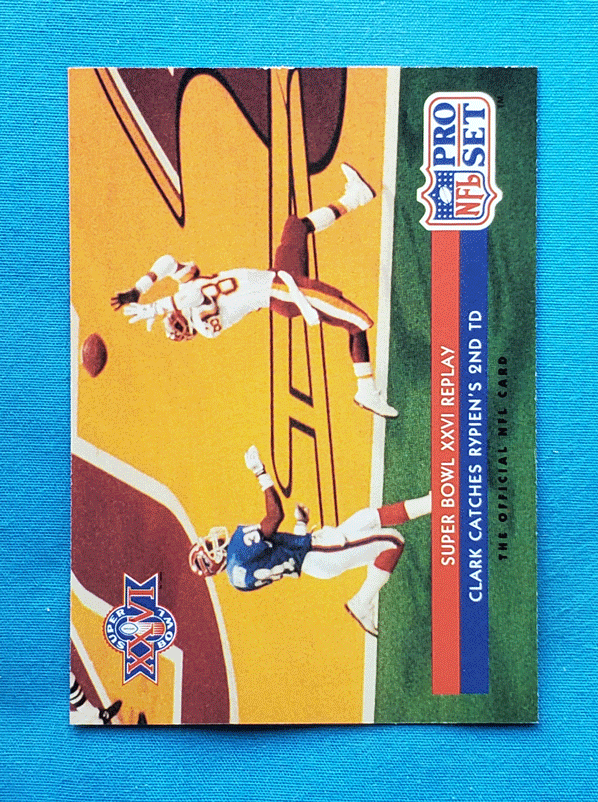 PRO
SET
NFL
SUPER BOWL XXVI REPLAY
CLARK CATCHES RYPIEN'S 2ND TD
THE OFFICIAL NFL CARD
SUPER
XXVI
BOWL